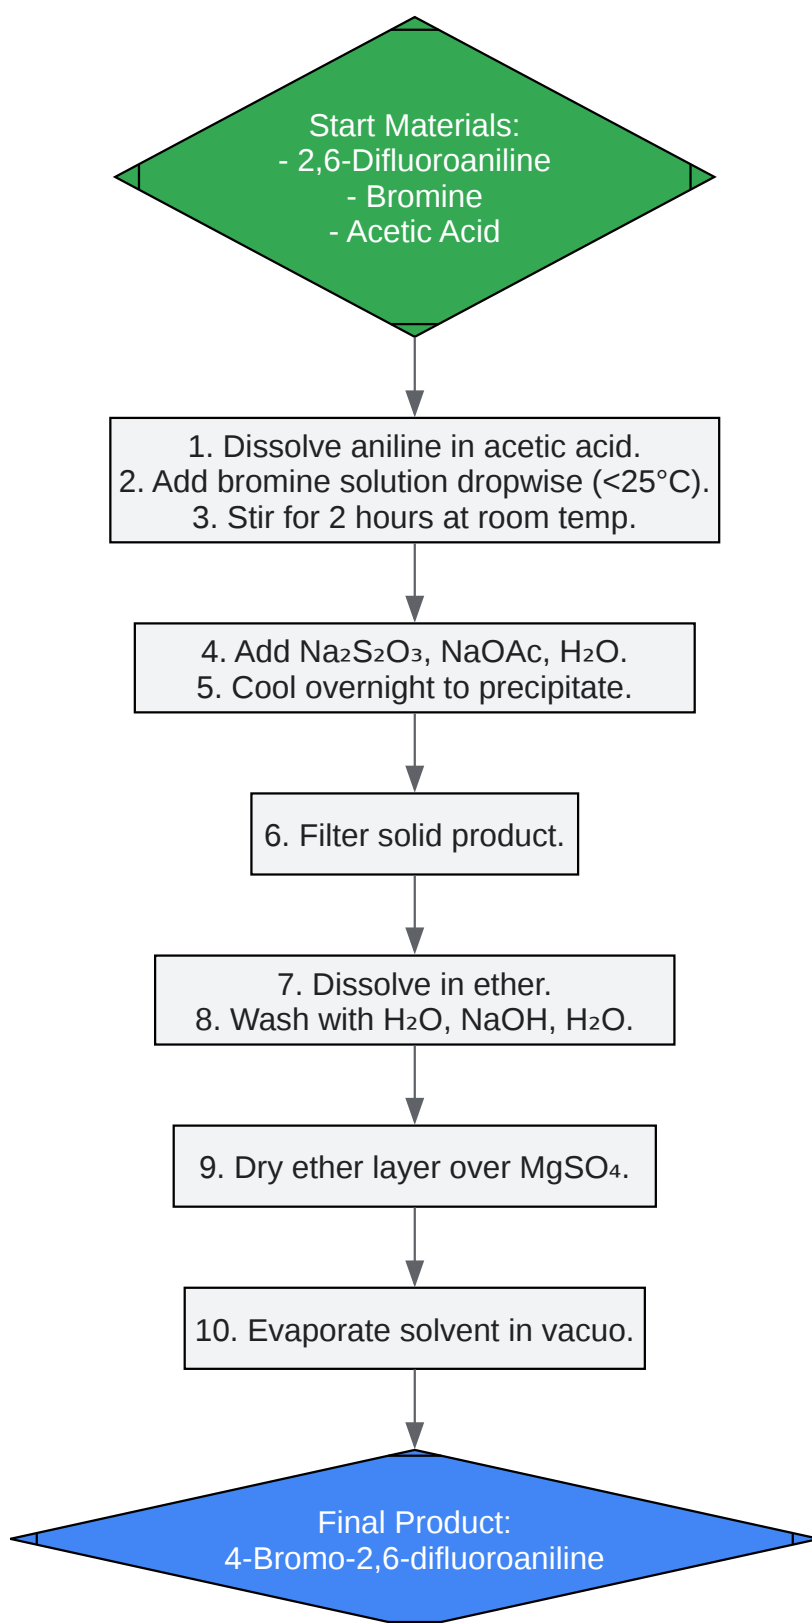 Start Materials:
- 2,6-Difluoroaniline
- Bromine
- Acetic Acid
1. Dissolve aniline in acetic acid.
2. Add bromine solution dropwise (<25°C).
3. Stir for 2 hours at room temp.
4. Add Na₂S₂O₃, NaOAc, H₂O.
5. Cool overnight to precipitate.
6. Filter solid product.
7. Dissolve in ether.
8. Wash with H₂O, NaOH, H₂O.
9. Dry ether layer over MgSO₄.
10. Evaporate solvent in vacuo.
Final Product:
4-Bromo-2,6-difluoroaniline